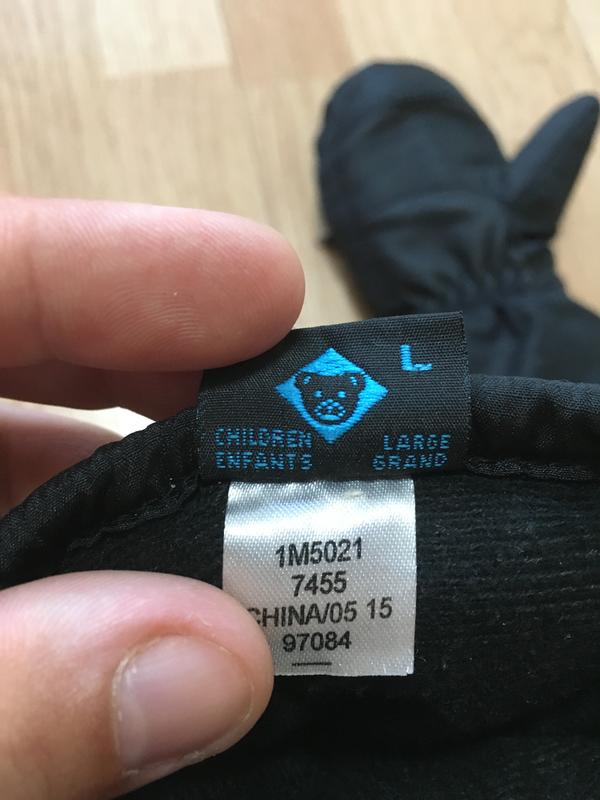 L
CHILDREN LARGE
ENFANTS GRAND
1M5021
7455
CHINA/05 15
97084